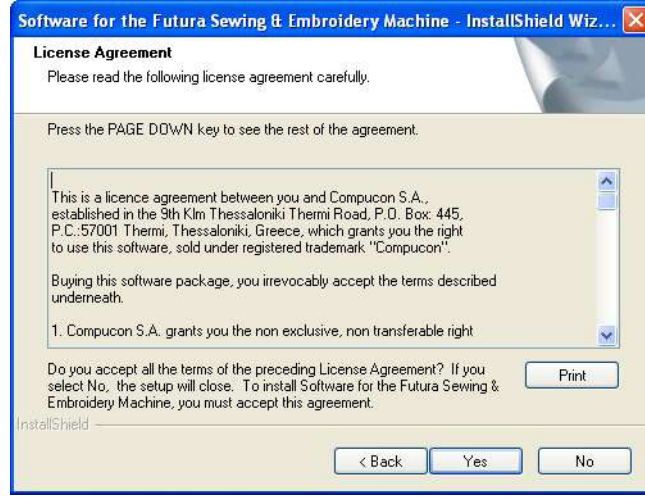 Software for the Futura Sewing & Embroidery Machine - InstallShield Wiz...
License Agreement
Please read the following license agreement carefully.
Press the PAGE DOWN key to see the rest of the agreement.
This is a licence agreement between you and Compucon S.A.,
established in the 9th Klm Thessaloniki Thermi Road, P.O. Box: 445,
P.C.:57001 Thermi, Thessaloniki, Greece, which grants you the right
to use this software, sold under registered trademark "Compucon".
Buying this software package, you irrevocably accept the terms described
underneath.
1. Compucon S.A. grants you the non exclusive, non transferable right
Do you accept all the terms of the preceding License Agreement? If you
select No, the setup will close. To install Software for the Futura Sewing &
Embroidery Machine, you must accept this agreement.
Print
InstallShield
< Back
Yes
No